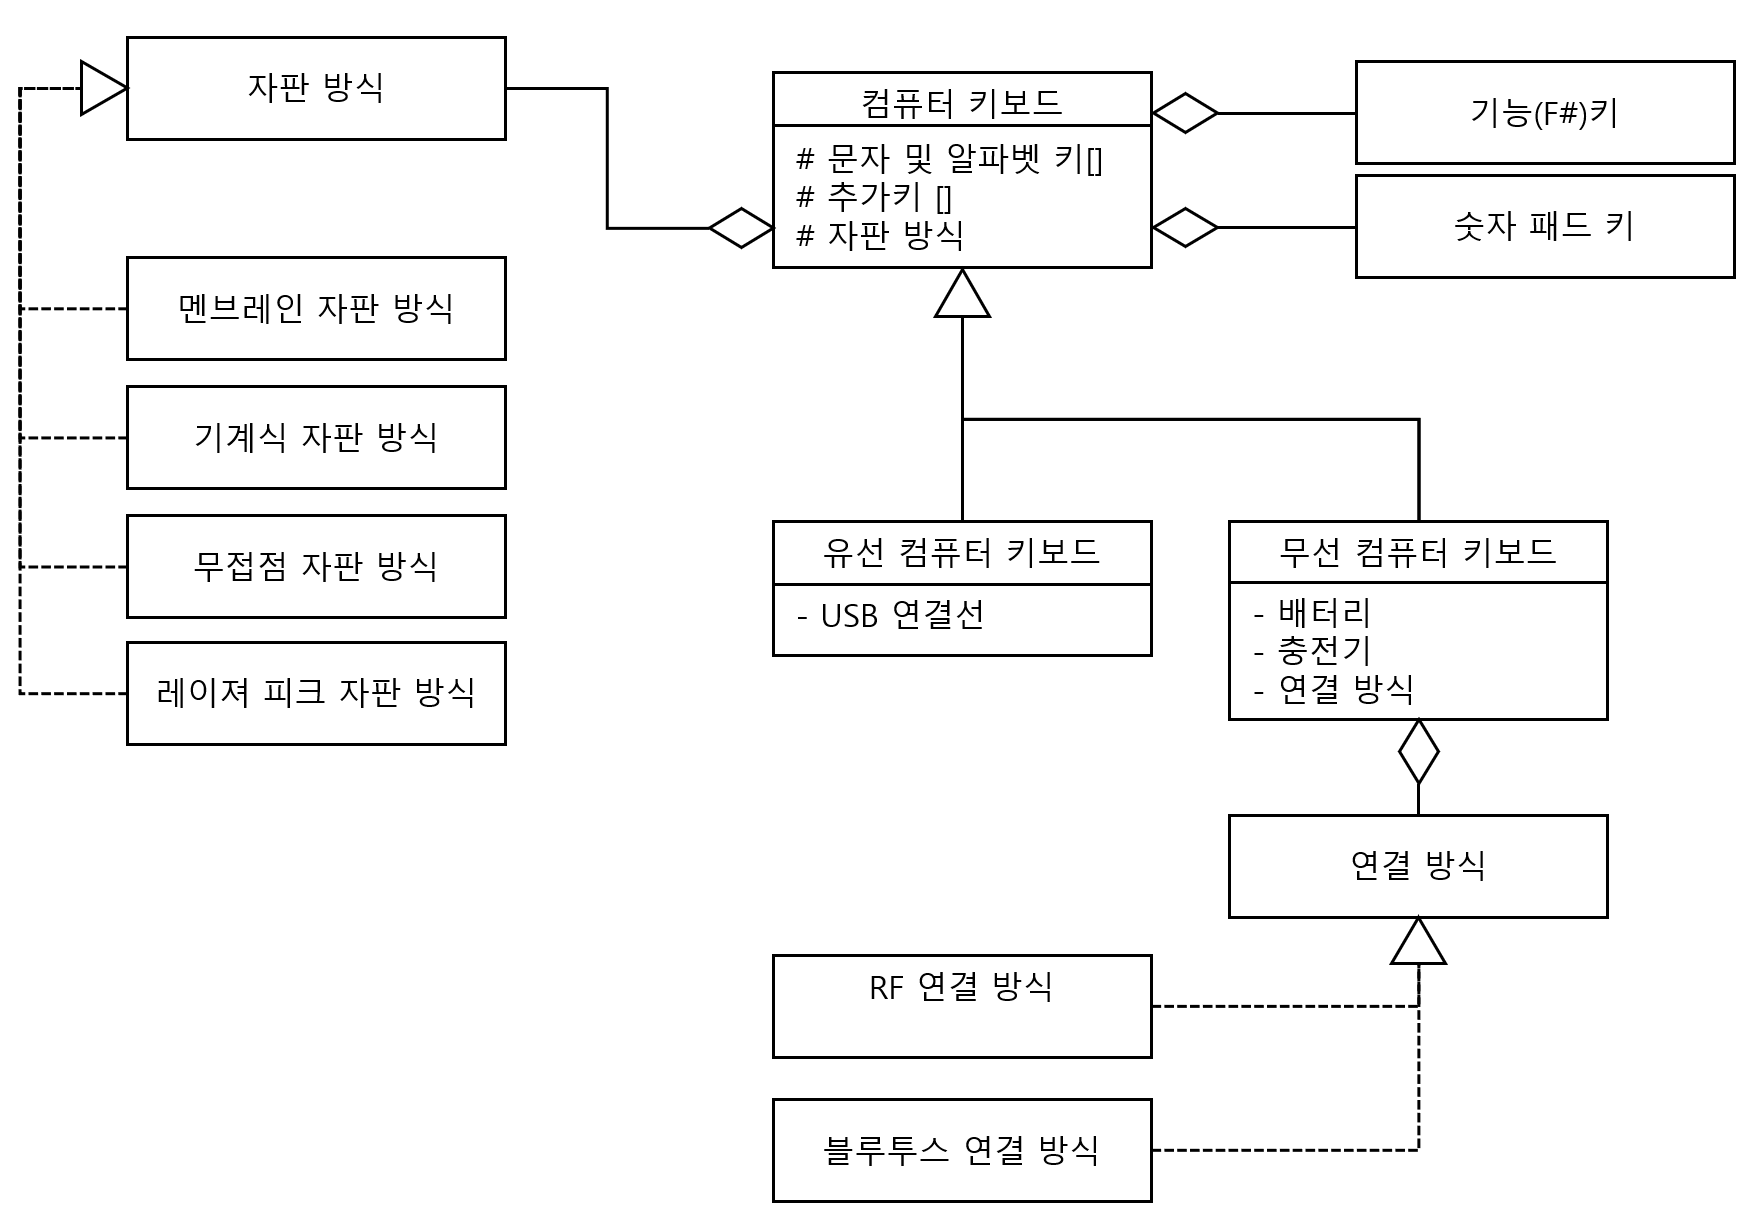 자판 방식
컴퓨터 키보드
# 문자 및 알파벳 키[]
# 추가키 []
# 자판 방식
기능(F#)키
숫자 패드 키
멘브레인 자판 방식
기계식 자판 방식
무접점 자판 방식
레이져 피크 자판 방식
유선 컴퓨터 키보드
- USB 연결선
무선 컴퓨터 키보드
- 배터리
- 충전기
- 연결 방식
연결 방식
RF 연결 방식
블루투스 연결 방식